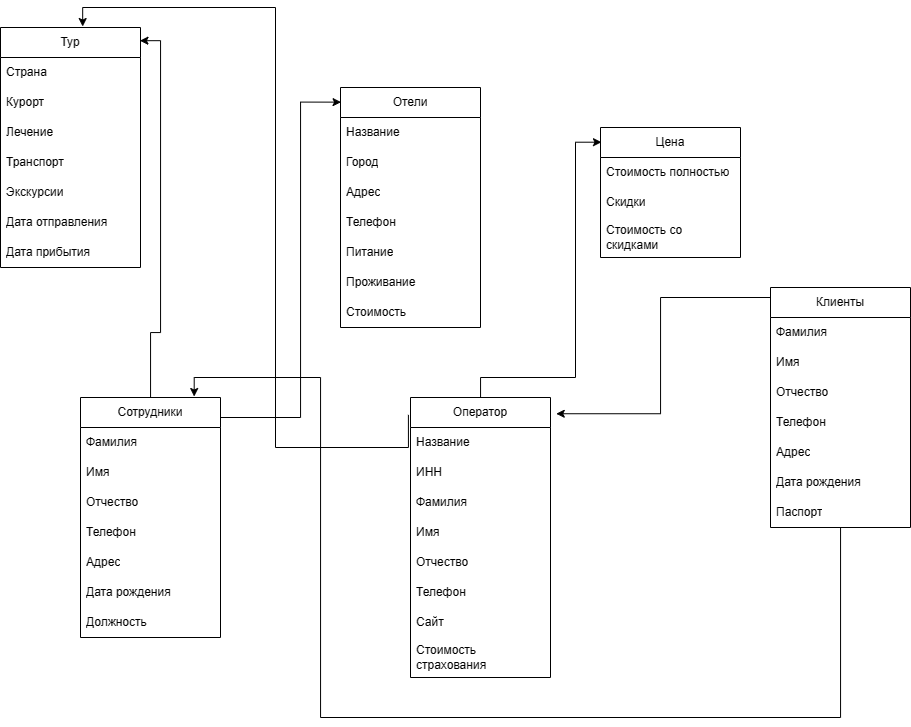 Тур
Страна
Курорт
Лечение
Транспорт
Экскурсии
Дата отправления
Дата прибытия
Отели
Название
Город
Адрес
Телефон
Питание
Проживание
Стоимость
Цена
Стоимость полностью
Скидки
Стоимость со
скидками
Клиенты
Фамилия
Имя
Отчество
Телефон
Адрес
Дата рождения
Паспорт
Сотрудники
Фамилия
Имя
Отчество
Телефон
Адрес
Дата рождения
Должность
Оператор
Название
ИНН
Фамилия
Имя
Отчество
Телефон
Сайт
Стоимость
страхования